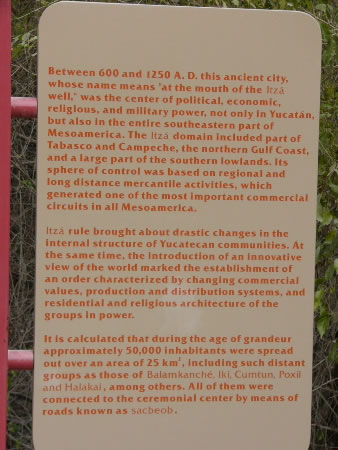 Between 600 and 1250 A. D. this ancient city,
whose name means "at the mouth of the Itzá
well," was the center of political, economic,
religious, and military power, not only in Yucatán,
but also in the entire southeastern part of
Mesoamerica. The Itzá domain included part of
Tabasco and Campeche, the northern Gulf Coast,
and a large part of the southern lowlands. Its
sphere of control was based on regional and
long distance mercantile activities, which
generated one of the most important commercial
circuits in all Mesoamerica.
Itzá rule brought about drastic changes in the
internal structure of Yucatecan communities. At
the same time, the introduction of an innovative
view of the world marked the establishment of
an order characterized by changing commercial
values, production and distribution systems, and
residential and religious architecture of the
groups in power.
It is calculated that during the age of grandeur
approximately 50,000 inhabitants were spread
out over an area of 25 km², including such distant
groups as those of Balamkanché, Iki, Cumtun, Poxil
and Halakal, among others. All of them were
connected to the ceremonial center by means of
roads known as sacbeob.